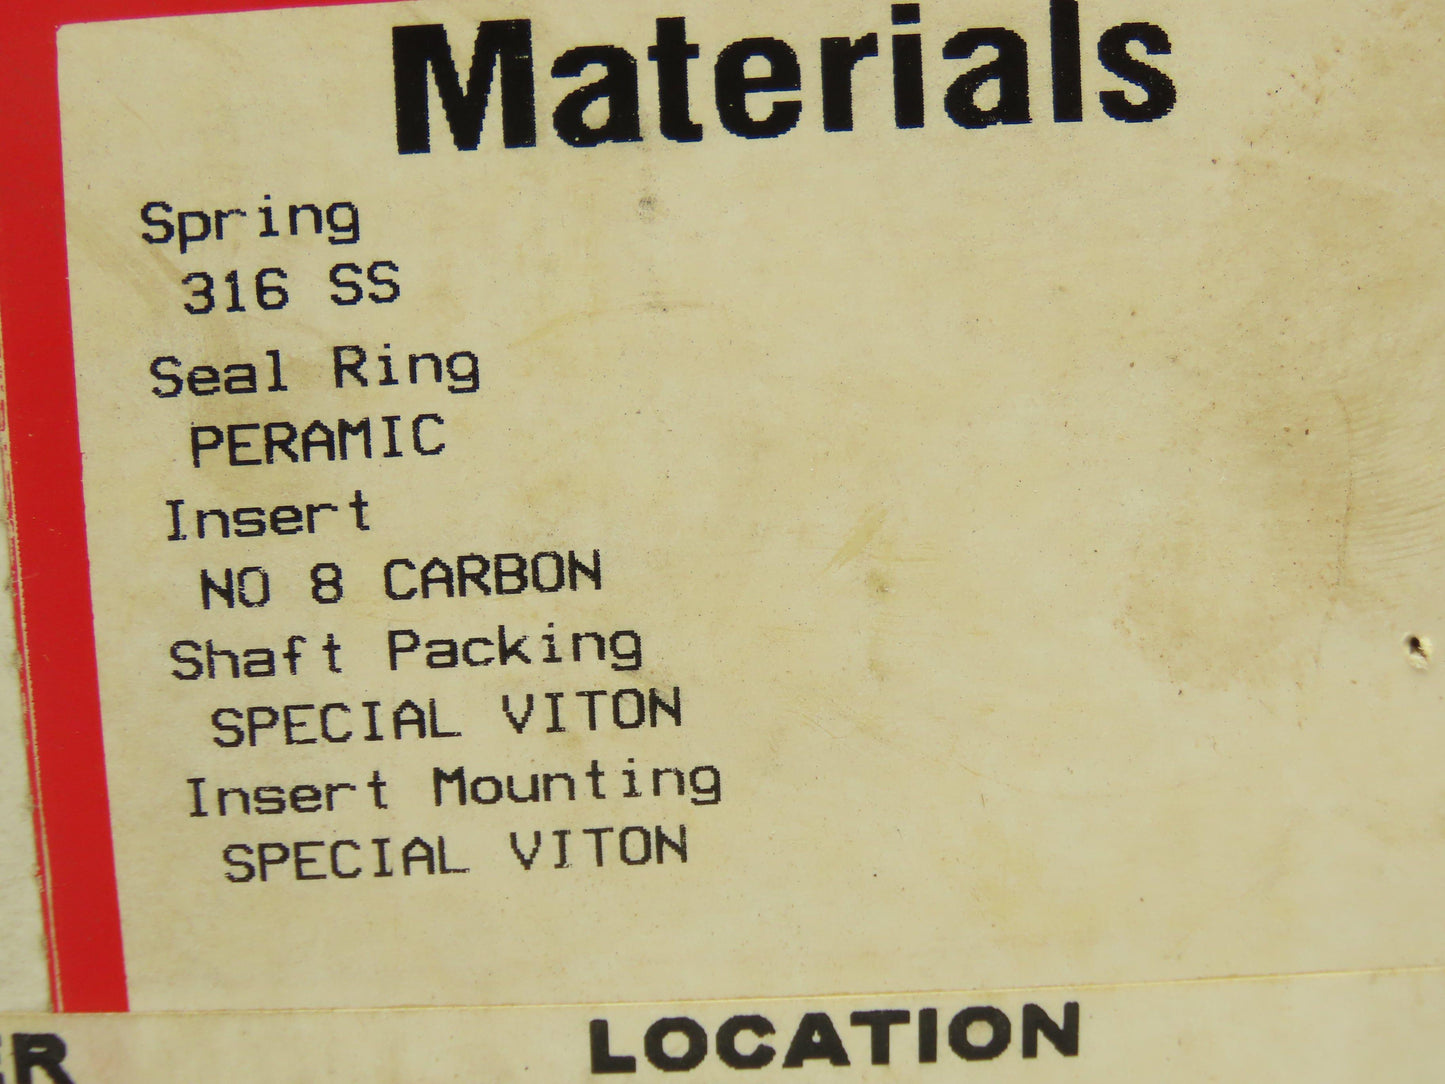 Materials
Spring
316 SS
Seal Ring
PERAMIC
Insert
NO 8 CARBON
Shaft Packing
SPECIAL VITON
Insert Mounting
SPECIAL VITON
LOCATION